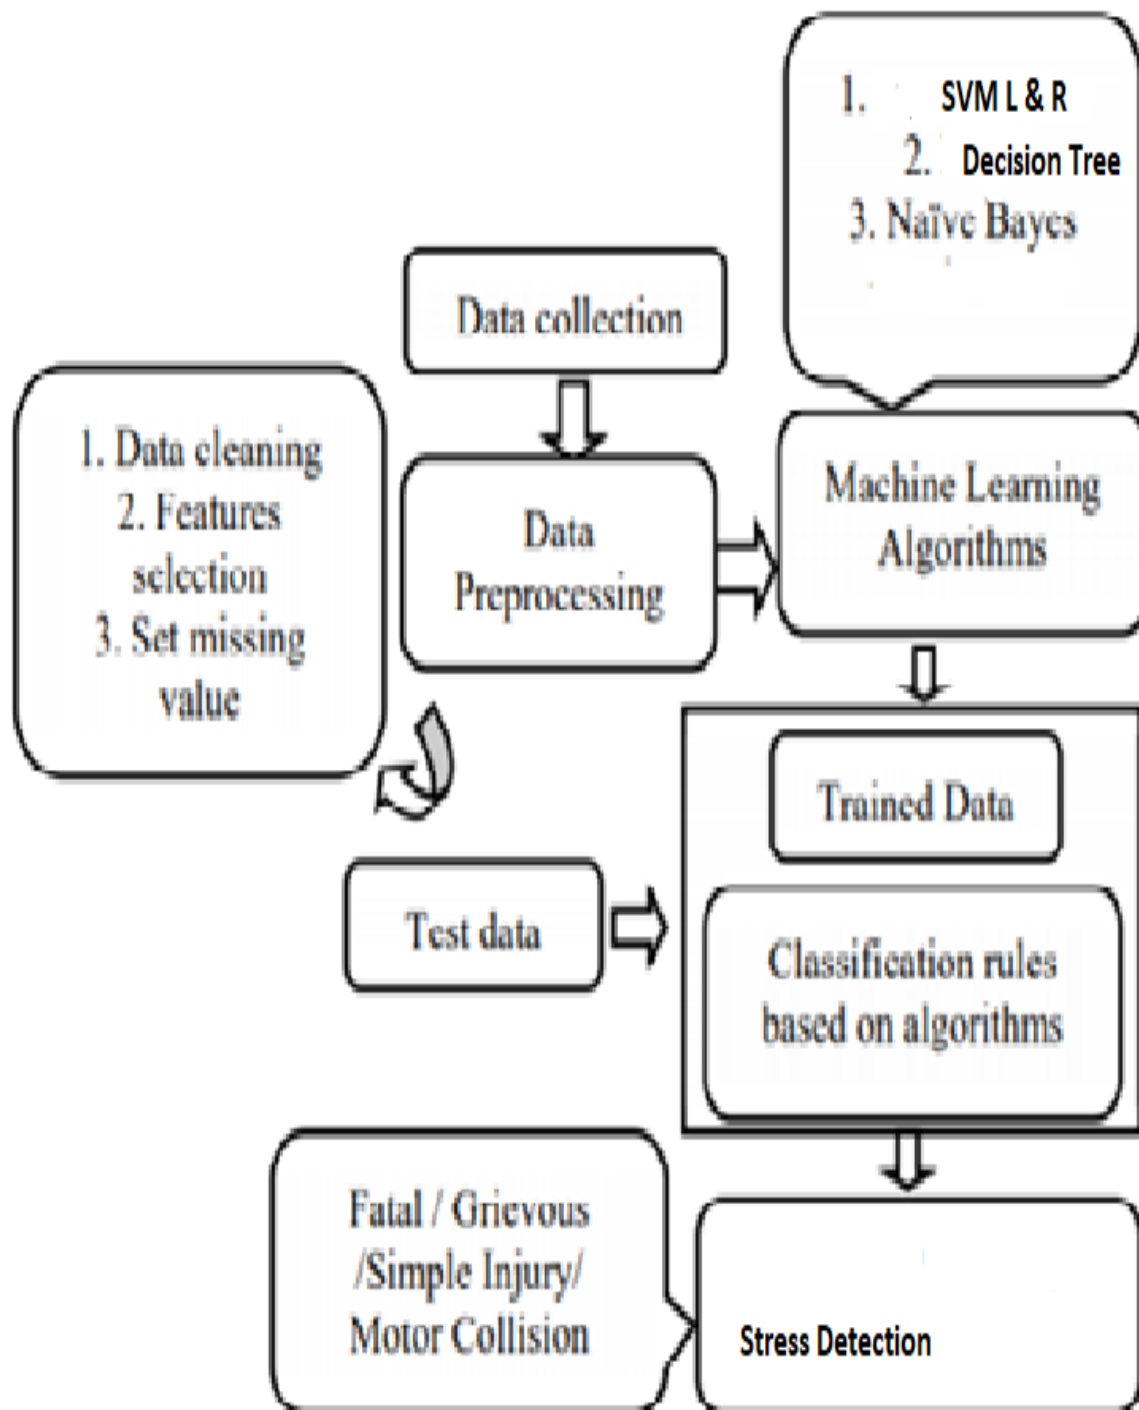 1. SVM L & R
2. Decision Tree
3. Naïve Bayes
Data collection
1. Data cleaning
2. Features
selection
3. Set missing
value
Data
Preprocessing
Machine Learning
Algorithms
Trained Data
Test data
Classification rules
based on algorithms
Fatal / Grievous
/Simple Injury/
Motor Collision
Stress Detection